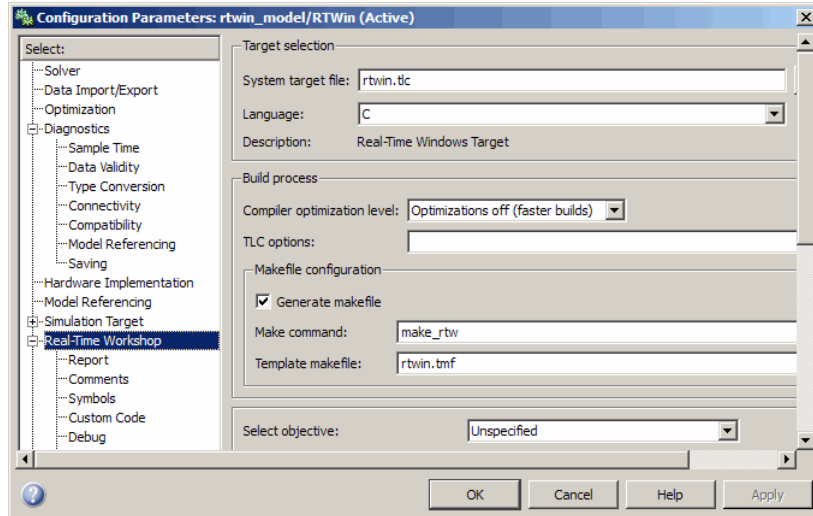 Configuration Parameters: rtwin_model/RTWin (Active)
Select:
Solver
Data Import/Export
Optimization
Diagnostics
Sample Time
Data Validity
Type Conversion
Connectivity
Compatibility
Model Referencing
Saving
Hardware Implementation
Model Referencing
Simulation Target
Real-Time Workshop
Report
Comments
Symbols
Custom Code
Debug
Target selection
System target file: rtwin.tlc
Language: C
Description: Real-Time Windows Target
Build process
Compiler optimization level: Optimizations off (faster builds)
TLC options:
Makefile configuration
Generate makefile
Make command: make_rtw
Template makefile: rtwin.tmf
Select objective: Unspecified
OK Cancel Help Apply